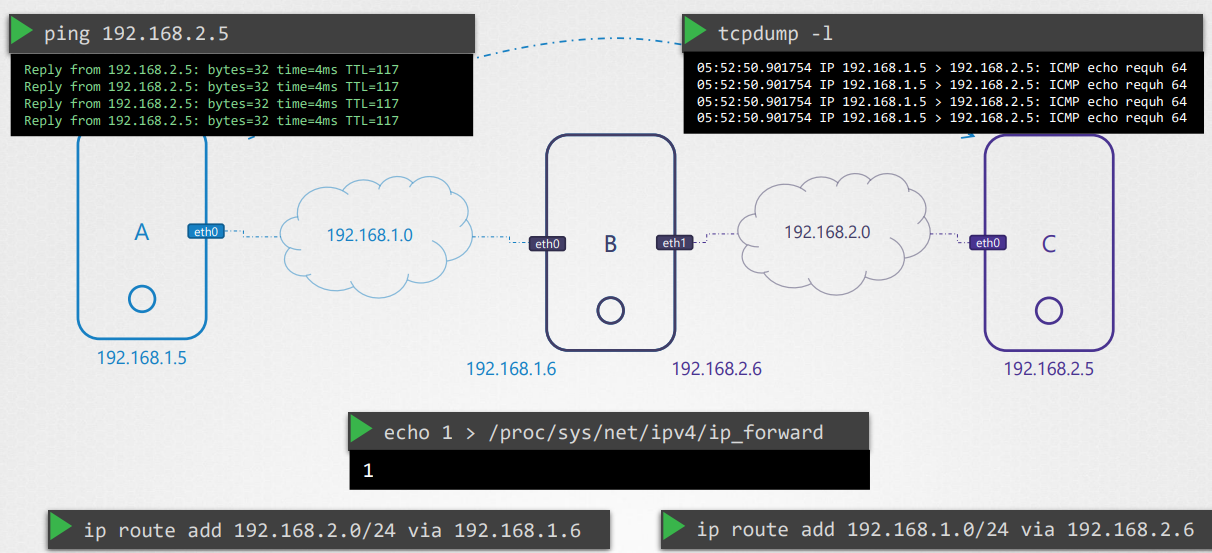 ping 192.168.2.5
Reply from 192.168.2.5: bytes=32 time=4ms TTL=117
Reply from 192.168.2.5: bytes=32 time=4ms TTL=117
Reply from 192.168.2.5: bytes=32 time=4ms TTL=117
Reply from 192.168.2.5: bytes=32 time=4ms TTL=117
tcpdump -l
05:52:50.901754 IP 192.168.1.5 > 192.168.2.5: ICMP echo requh 64
05:52:50.901754 IP 192.168.1.5 > 192.168.2.5: ICMP echo requh 64
05:52:50.901754 IP 192.168.1.5 > 192.168.2.5: ICMP echo requh 64
05:52:50.901754 IP 192.168.1.5 > 192.168.2.5: ICMP echo requh 64
A
eth0
192.168.1.0
eth0
B
eth1
192.168.2.0
eth0
C
192.168.1.5
192.168.1.6
192.168.2.6
192.168.2.5
echo 1 > /proc/sys/net/ipv4/ip_forward
1
ip route add 192.168.2.0/24 via 192.168.1.6
ip route add 192.168.1.0/24 via 192.168.2.6